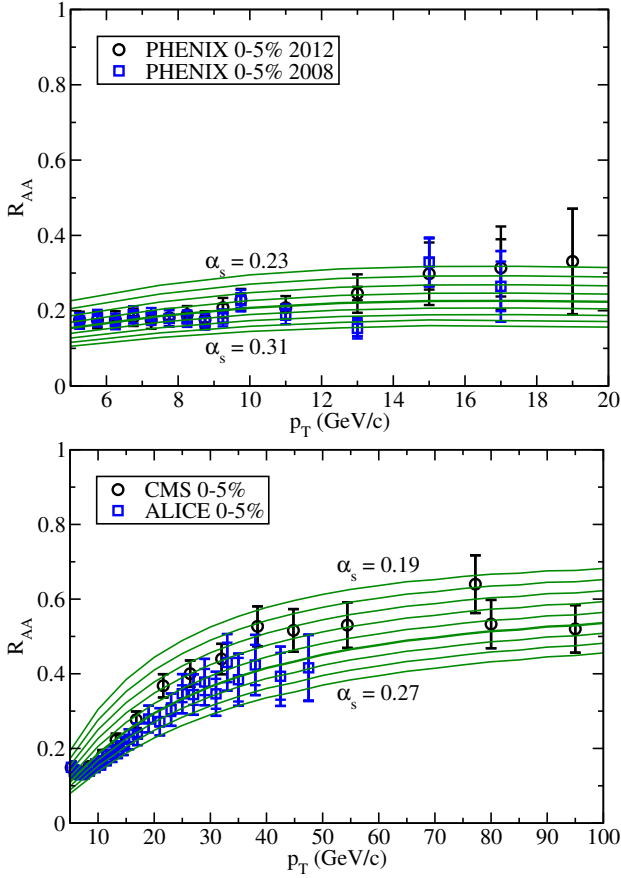 1
PHENIX 0-5% 2012
PHENIX 0-5% 2008
0.8
0.6
R_AA
0.4
α_s = 0.23
0.2
α_s = 0.31
0
6 8 10 12 14 16 18 20
p_T (GeV/c)
1
CMS 0-5%
ALICE 0-5%
0.8
α_s = 0.19
0.6
R_AA
0.4
α_s = 0.27
0.2
0
10 20 30 40 50 60 70 80 90 100
p_T (GeV/c)